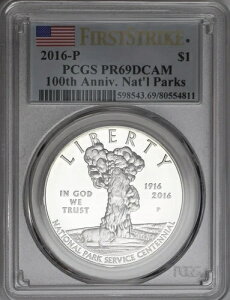 FIRSTSTRIKE
2016-P $1
PCGS PR69DCAM
100th Anniv. Nat'l Parks
598543.69/80554811
LIBERTY
IN GOD
WE
TRUST
1916
2016
P
NATIONAL PARK SERVICE CENTENNIAL
PCGS